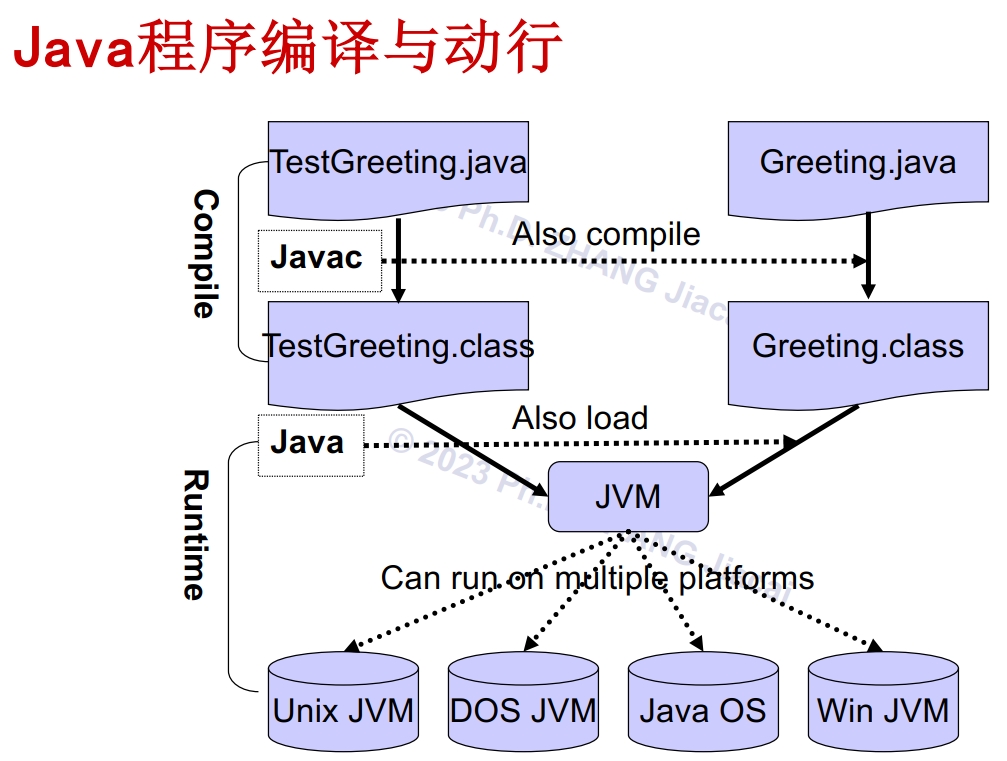 Java程序编译与动行
TestGreeting.java
Greeting.java
Compile
Also compile
Javac
TestGreeting.class
Greeting.class
Also load
Java
Runtime
JVM
Can run on multiple platforms
Unix JVM
DOS JVM
Java OS
Win JVM
Ph.D ZHANG Jiaca
© 2023 Ph.